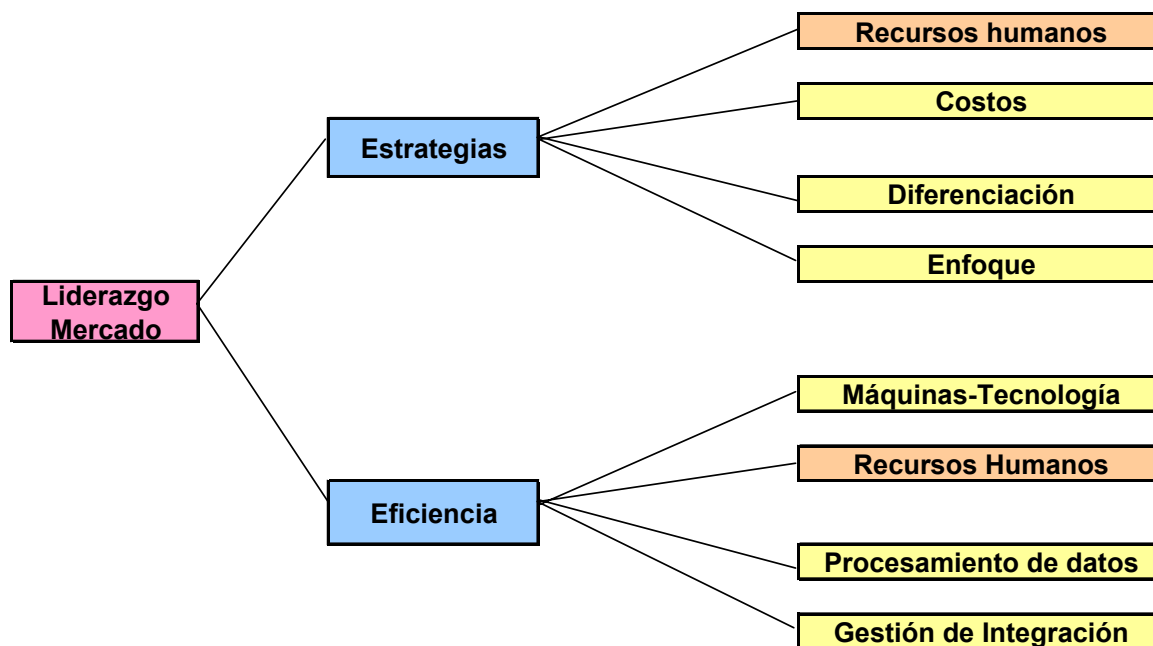 Recursos humanos
Costos
Estrategias
Diferenciación
Enfoque
Liderazgo
Mercado
Máquinas-Tecnología
Recursos Humanos
Eficiencia
Procesamiento de datos
Gestión de Integración